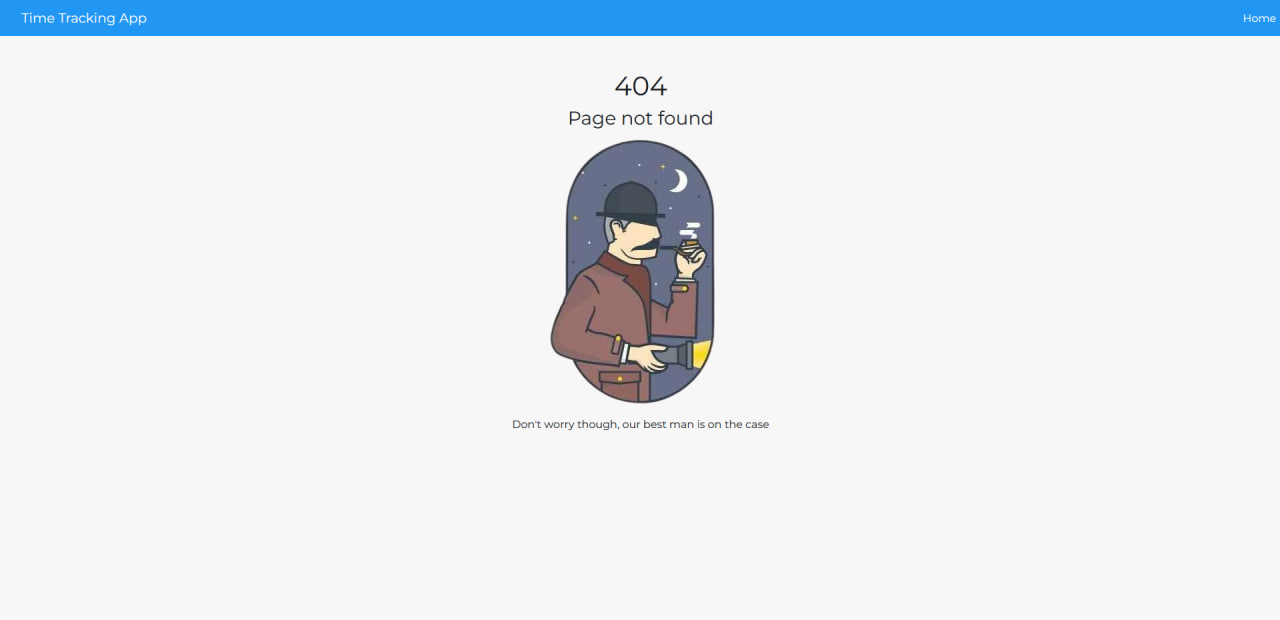 Time Tracking App
Home
404
Page not found
Don't worry though, our best man is on the case